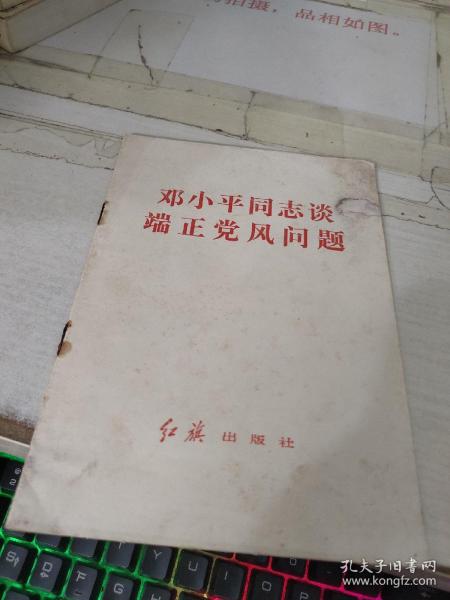 拍摄，品相如图。
邓小平同志谈
端正党风问题
红旗 出版社
A
S
D
孔夫子旧书网
www.kongfz.com